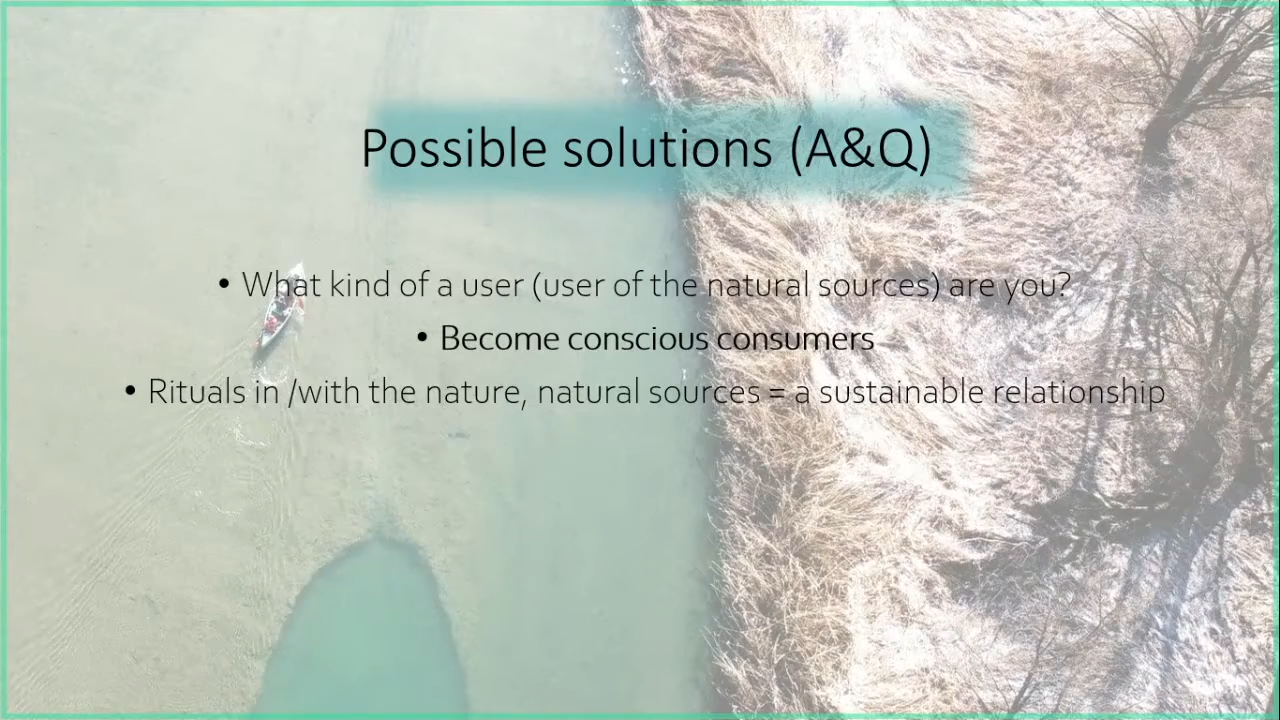 Possible solutions (A&Q)
• What kind of a user (user of the natural sources) are you?
• Become conscious consumers
• Rituals in /with the nature, natural sources = a sustainable relationship